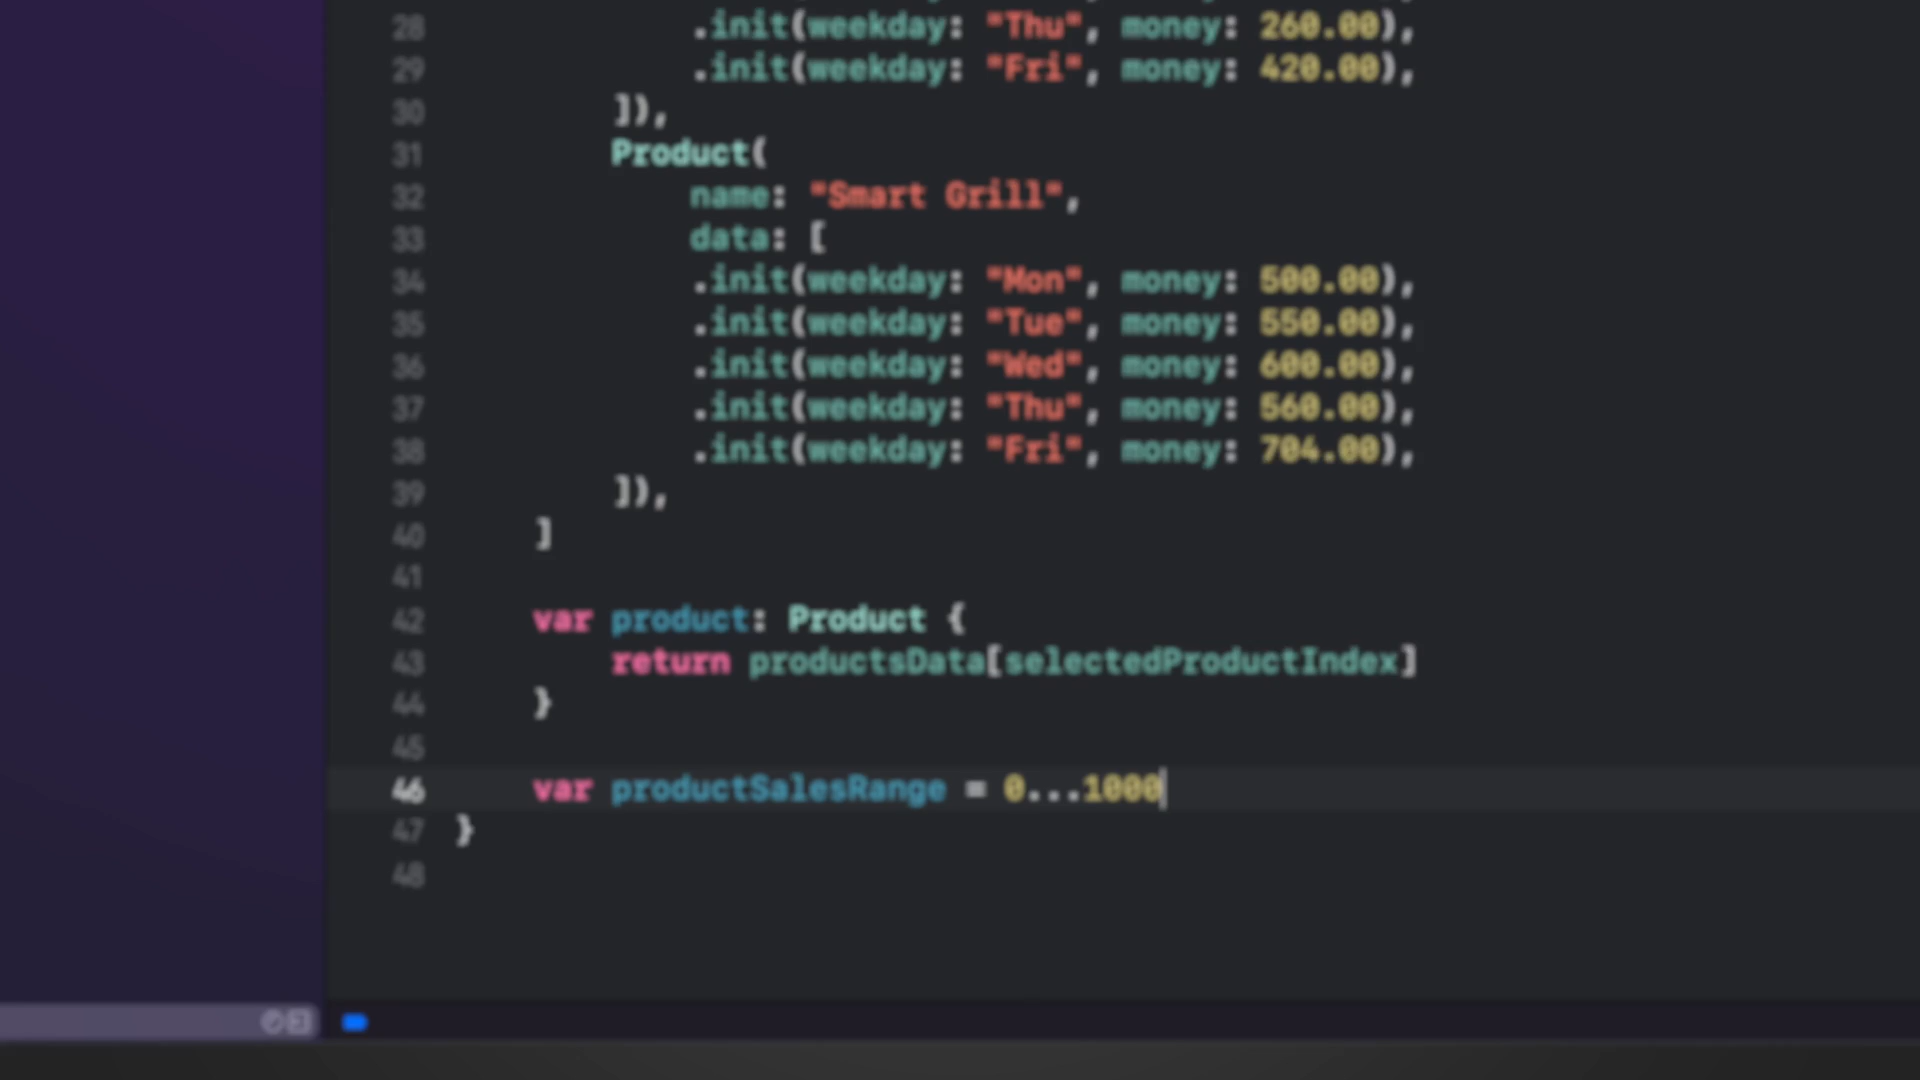 28 .init(weekday: "Thu", money: 260.00),
29 .init(weekday: "Fri", money: 420.00),
30 ]),
31 Product(
32 name: "Smart Grill",
33 data: [
34 .init(weekday: "Mon", money: 500.00),
35 .init(weekday: "Tue", money: 550.00),
36 .init(weekday: "Wed", money: 600.00),
37 .init(weekday: "Thu", money: 560.00),
38 .init(weekday: "Fri", money: 704.00),
39 ]),
40 ]
41
42 var product: Product {
43 return productsData[selectedProductIndex]
44 }
45
46 var productSalesRange = 0...1000
47 }
48